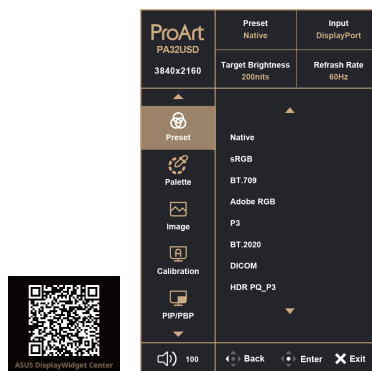 ProArt
PA32USD
3840x2160
Preset
Native
Input
DisplayPort
Target Brightness
200nits
Refrash Rate
60Hz
Preset
Palette
Image
Calibration
PIP/PBP
Native
sRGB
BT.709
Adobe RGB
P3
BT.2020
DICOM
HDR PQ_P3
100
Back
Enter
Exit
ASUS DisplayWidget Center